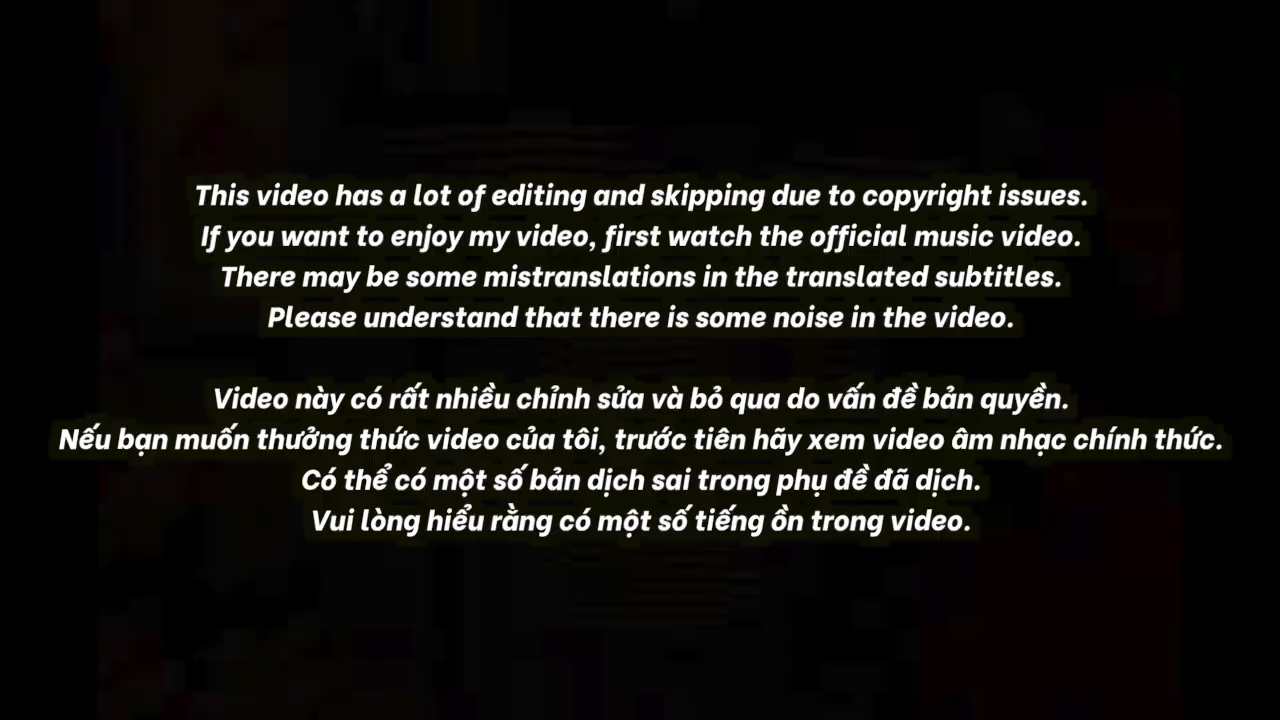 This video has a lot of editing and skipping due to copyright issues.
If you want to enjoy my video, first watch the official music video.
There may be some mistranslations in the translated subtitles.
Please understand that there is some noise in the video.
Video này có rất nhiều chỉnh sửa và bỏ qua do vấn đề bản quyền.
Nếu bạn muốn thưởng thức video của tôi, trước tiên hãy xem video âm nhạc chính thức.
Có thể có một số bản dịch sai trong phụ đề đã dịch.
Vui lòng hiểu rằng có một số tiếng ồn trong video.